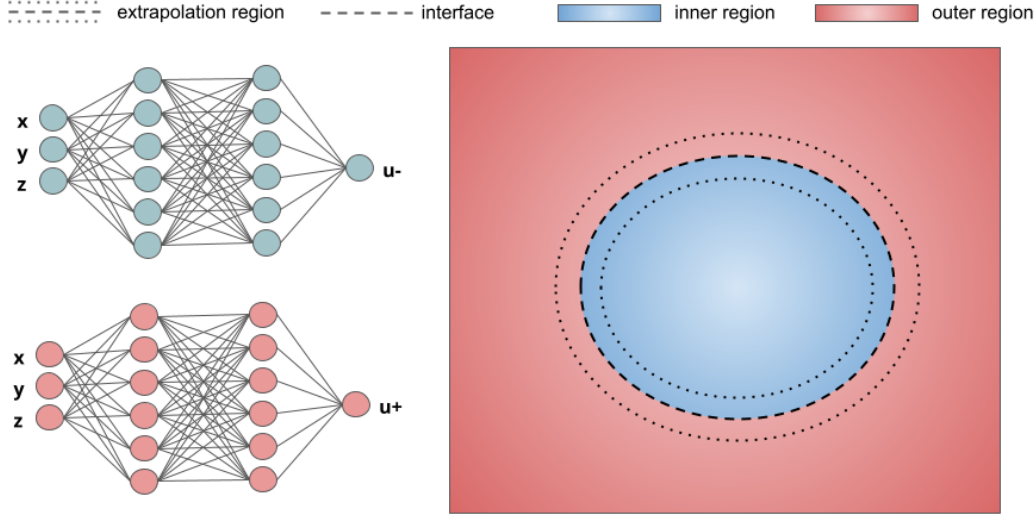 extrapolation region interface inner region outer region
x
y
z
u-
x
y
z
u+